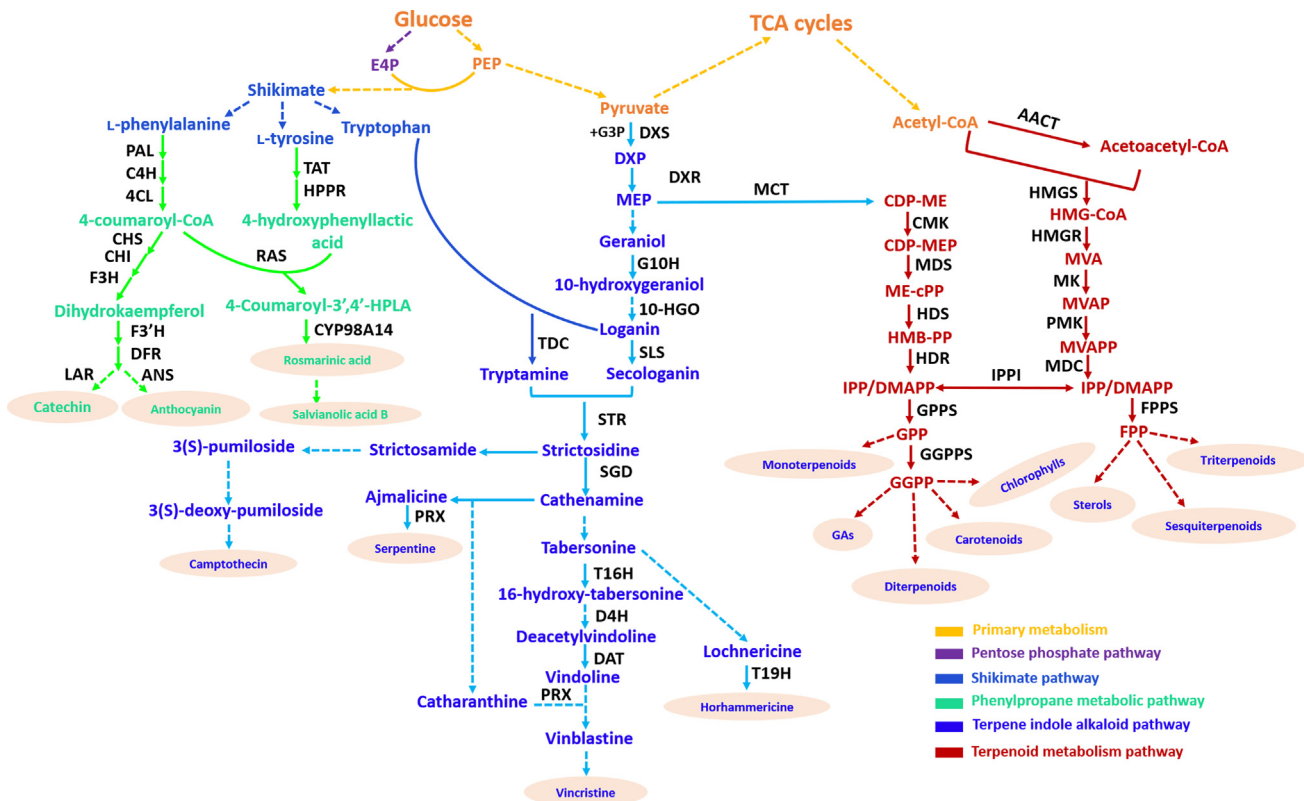 Glucose
TCA cycles
E4P
PEP
Shikimate
Pyruvate
Acetyl-CoA
AACT
Acetoacetyl-CoA
L-phenylalanine
L-tyrosine
Tryptophan
+G3P
DXS
DXP
DXR
MEP
MCT
PAL
C4H
4CL
TAT
HPPR
4-coumaroyl-CoA
4-hydroxyphenyllactic
acid
CHS
CHI
F3H
RAS
Dihydrokaempferol
4-Coumaroyl-3’,4’-HPLA
F3’H
DFR
LAR
ANS
CYP98A14
Catechin
Anthocyanin
Rosmarinic acid
Salvianolic acid B
Geraniol
G10H
10-hydroxygeraniol
10-HGO
Loganin
TDC
SLS
Tryptamine
Secologanin
STR
3(S)-pumiloside
Strictosamide
Strictosidine
SGD
3(S)-deoxy-pumiloside
Camptothecin
Ajmalicine
Cathenamine
PRX
Serpentine
Tabersonine
T16H
16-hydroxy-tabersonine
D4H
Deacetylvindoline
DAT
Vindoline
Catharanthine
PRX
Vinblastine
Vincristine
Lochnericine
T19H
Horhammericine
CDP-ME
CMK
CDP-MEP
MDS
ME-cPP
HDS
HMB-PP
HDR
IPP/DMAPP
IPPI
IPP/DMAPP
HMGS
HMG-CoA
HMGR
MVA
MK
MVAP
PMK
MVAPP
MDC
GPPS
GPP
GGPPS
GGPP
Monoterpenoids
GAs
Diterpenoids
Carotenoids
Chlorophylls
FPPS
FPP
Triterpenoids
Sterols
Sesquiterpenoids
Primary metabolism
Pentose phosphate pathway
Shikimate pathway
Phenylpropane metabolic pathway
Terpene indole alkaloid pathway
Terpenoid metabolism pathway